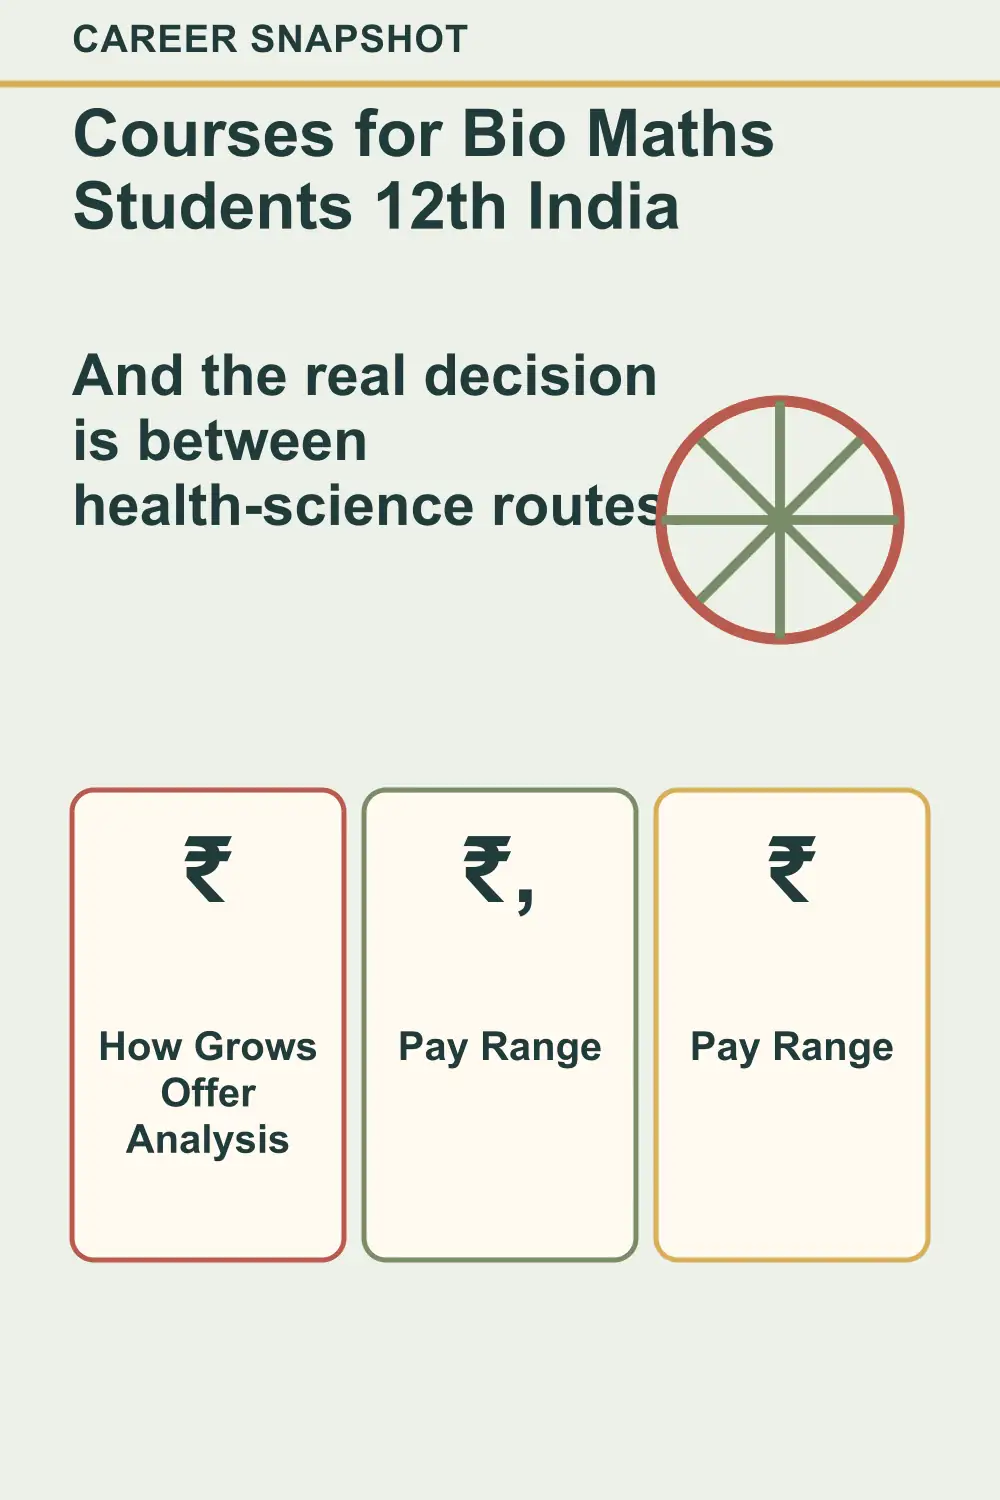 CAREER SNAPSHOT
Courses for Bio Maths
Students 12th India
And the real decision
is between
health-science routes
₹
How Grows
Offer
Analysis
₹,
Pay Range
₹
Pay Range